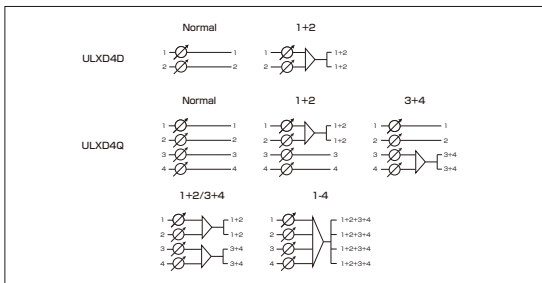 Normal 1+2
ULXD4D
1 1 1 1+2
2 2 2 1+2
Normal 1+2 3+4
ULXD4Q
1 1 1 1+2 1 1
2 2 2 1+2 2 2
3 3 3 3 3 3+4
4 4 4 4 4 3+4
1+2/3+4 1-4
1 1+2 1 1+2+3+4
2 1+2 2 1+2+3+4
3 3+4 3 1+2+3+4
4 3+4 4 1+2+3+4